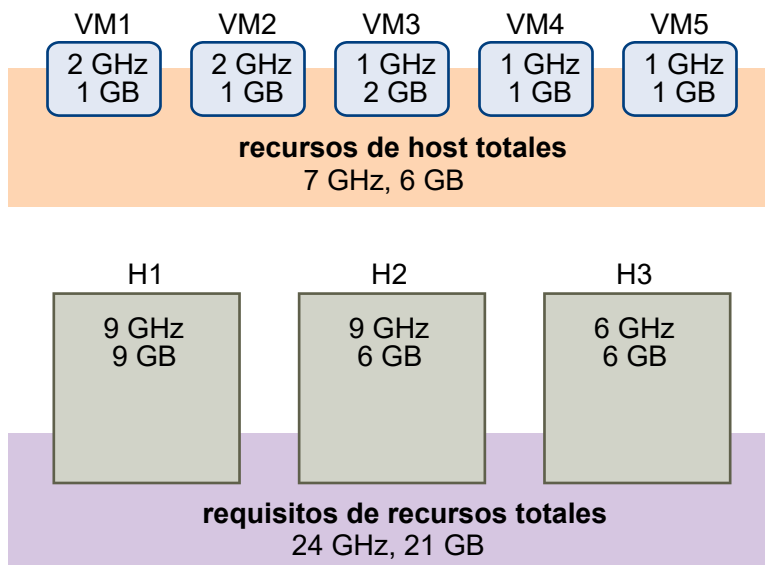 VM1 VM2 VM3 VM4 VM5
2 GHz 2 GHz 1 GHz 1 GHz 1 GHz
1 GB 1 GB 2 GB 1 GB 1 GB
recursos de host totales
7 GHz, 6 GB
H1 H2 H3
9 GHz 9 GHz 6 GHz
9 GB 6 GB 6 GB
requisitos de recursos totales
24 GHz, 21 GB